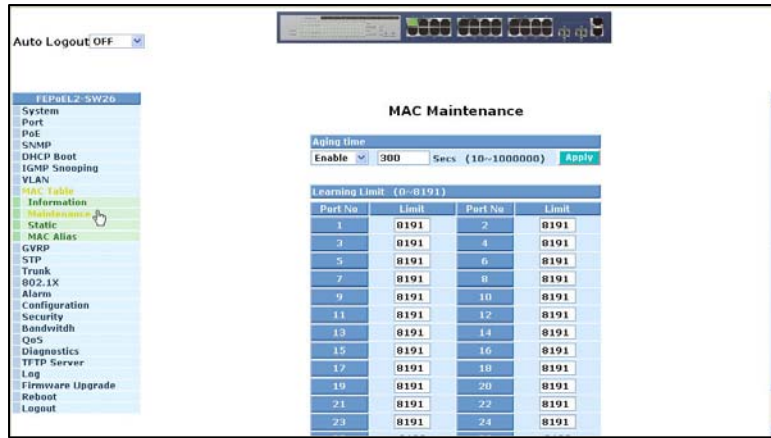 Auto Logout OFF
FEPoEL2-SW26
System
Port
PoE
SNMP
DHCP Boot
IGMP Snooping
VLAN
MAC Table
Information
Maintenance
Static
MAC Alias
GVRP
STP
Trunk
802.1X
Alarm
Configuration
Security
Bandwitdh
QoS
Diagnostics
TFTP Server
Log
Firmware Upgrade
Reboot
Logout
MAC Maintenance
Aging time
Enable 300 Secs (10~1000000) Apply
Learning Limit (0~8191)
Port No Limit Port No Limit
1 8191 2 8191
3 8191 4 8191
5 8191 6 8191
7 8191 8 8191
9 8191 10 8191
11 8191 12 8191
13 8191 14 8191
15 8191 16 8191
17 8191 18 8191
19 8191 20 8191
21 8191 22 8191
23 8191 24 8191